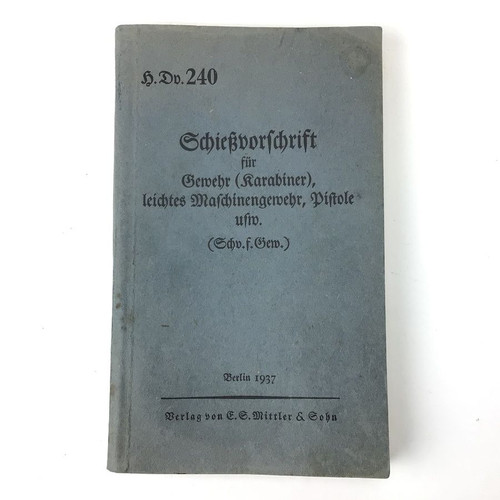 H.Dv.240
Schießvorschrift
für
Gewehr (Karabiner),
leichtes Maschinengewehr, Pistole
usw.
(Schv.f.Gew.)
Berlin 1937
Verlag von E.S.Mittler & Sohn